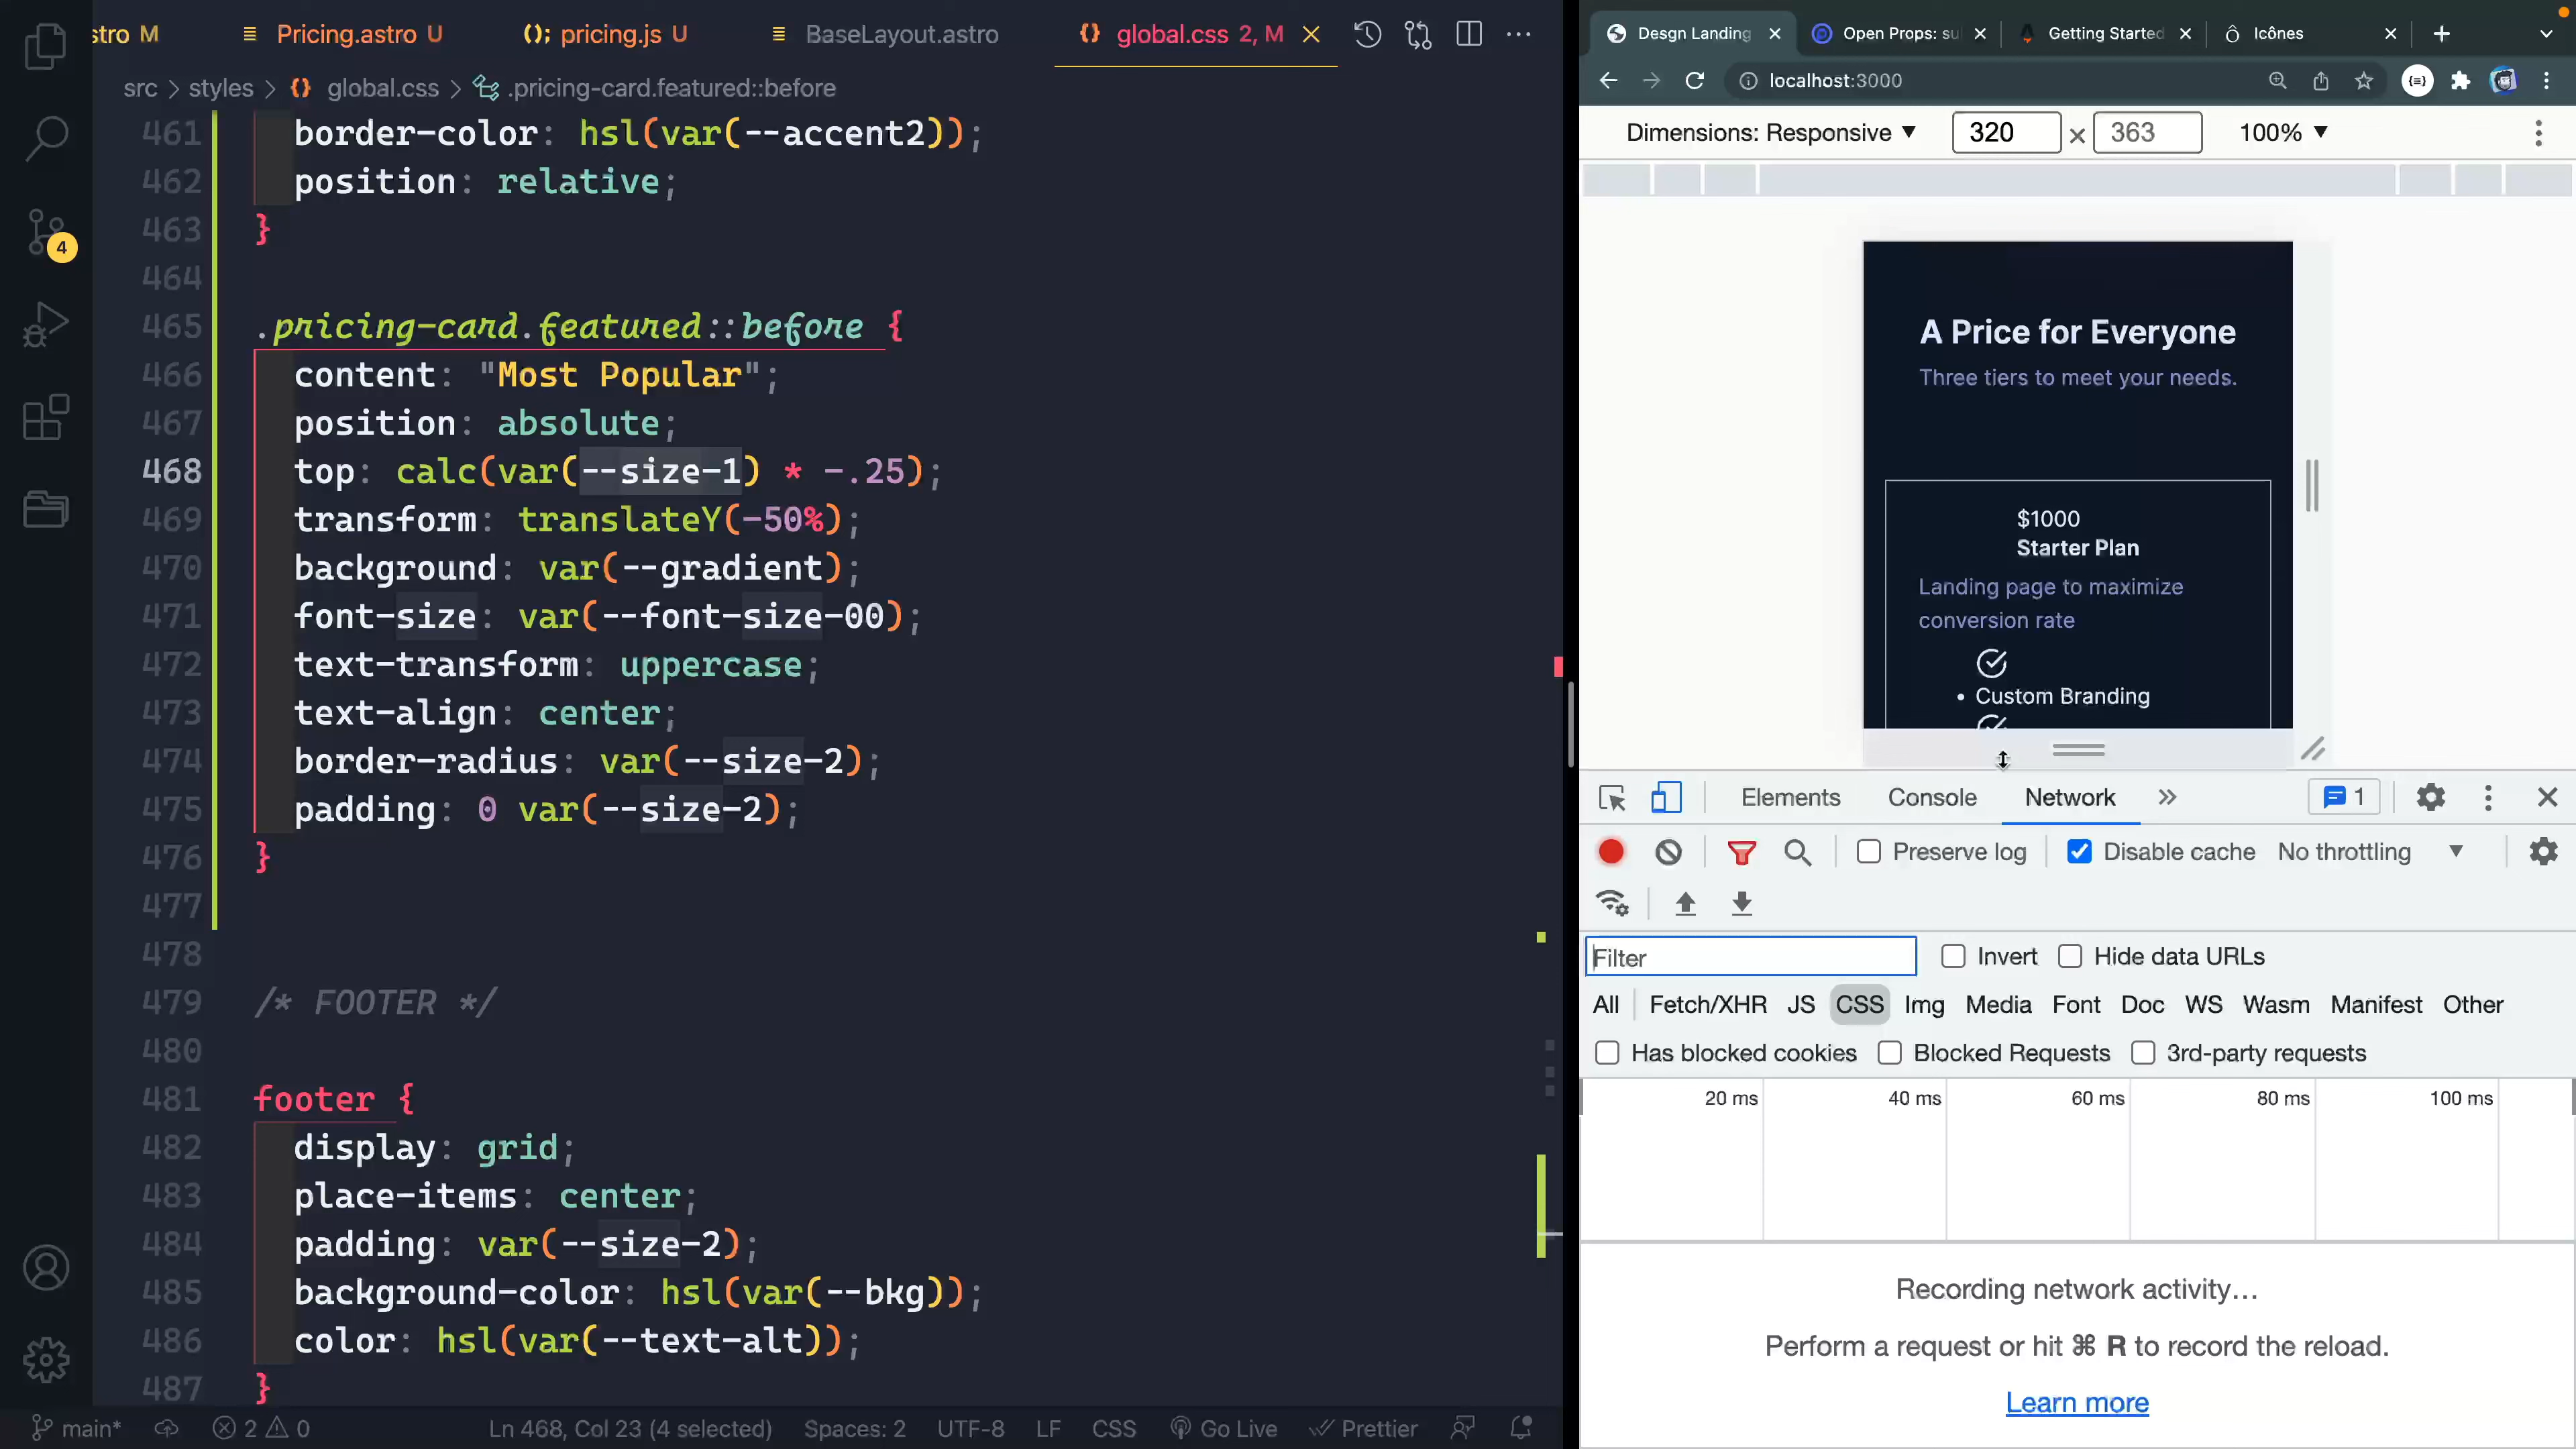 stro M
Pricing.astro U
pricing.js U
BaseLayout.astro
global.css 2, M
src > styles > global.css > .pricing-card.featured::before
461 border-color: hsl(var(--accent2));
462 position: relative;
463 }
464
465 .pricing-card.featured::before {
466 content: "Most Popular";
467 position: absolute;
468 top: calc(var(--size-1) * -.25);
469 transform: translateY(-50%);
470 background: var(--gradient);
471 font-size: var(--font-size-00);
472 text-transform: uppercase;
473 text-align: center;
474 border-radius: var(--size-2);
475 padding: 0 var(--size-2);
476 }
477
478
479 /* FOOTER */
480
481 footer {
482 display: grid;
483 place-items: center;
484 padding: var(--size-2);
485 background-color: hsl(var(--bkg));
486 color: hsl(var(--text-alt));
487 }
4
main* 2 0 Ln 468, Col 23 (4 selected) Spaces: 2 UTF-8 LF CSS Go Live Prettier
Desgn Landing
Open Props: su
Getting Started
Icônes
localhost:3000
Dimensions: Responsive 320 × 363 100%
A Price for Everyone
Three tiers to meet your needs.
$1000
Starter Plan
Landing page to maximize
conversion rate
• Custom Branding
Elements Console Network 1
Preserve log Disable cache No throttling
Filter Invert Hide data URLs
All Fetch/XHR JS CSS Img Media Font Doc WS Wasm Manifest Other
Has blocked cookies Blocked Requests 3rd-party requests
20 ms 40 ms 60 ms 80 ms 100 ms
Recording network activity…
Perform a request or hit ⌘ R to record the reload.
Learn more